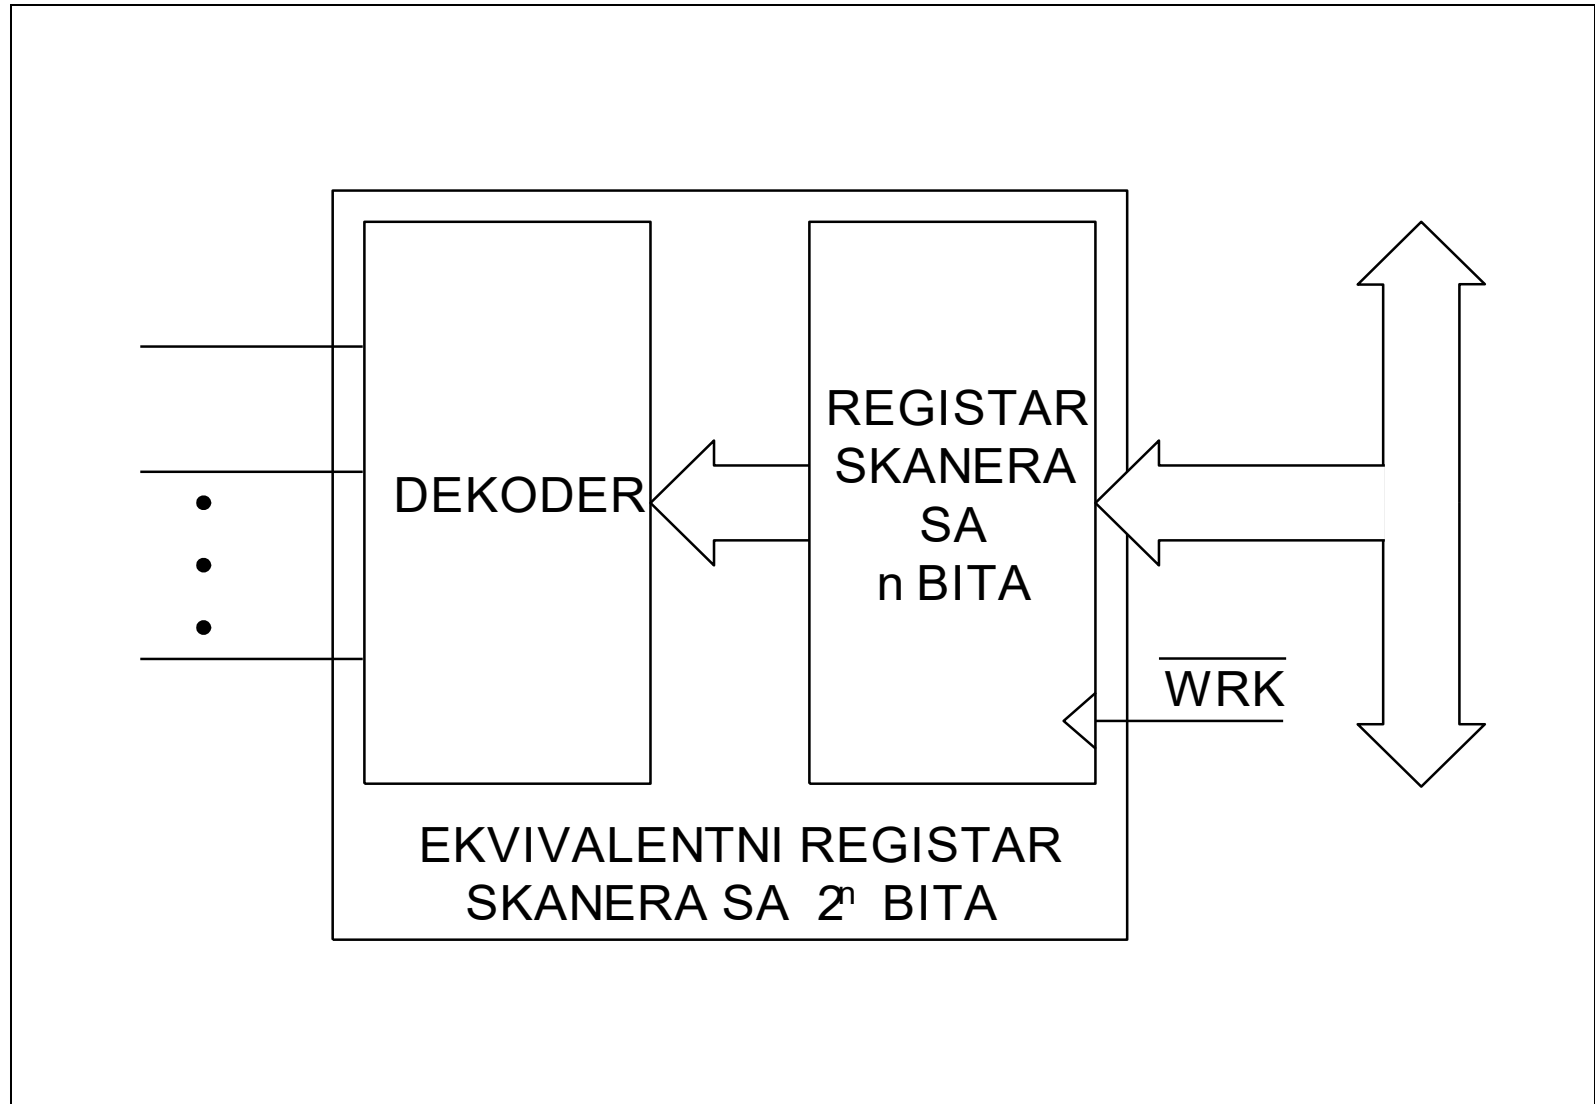 DEKODER
REGISTAR
SKANERA
SA
n BITA
WRK
EKVIVALENTNI REGISTAR
SKANERA SA 2ⁿ BITA